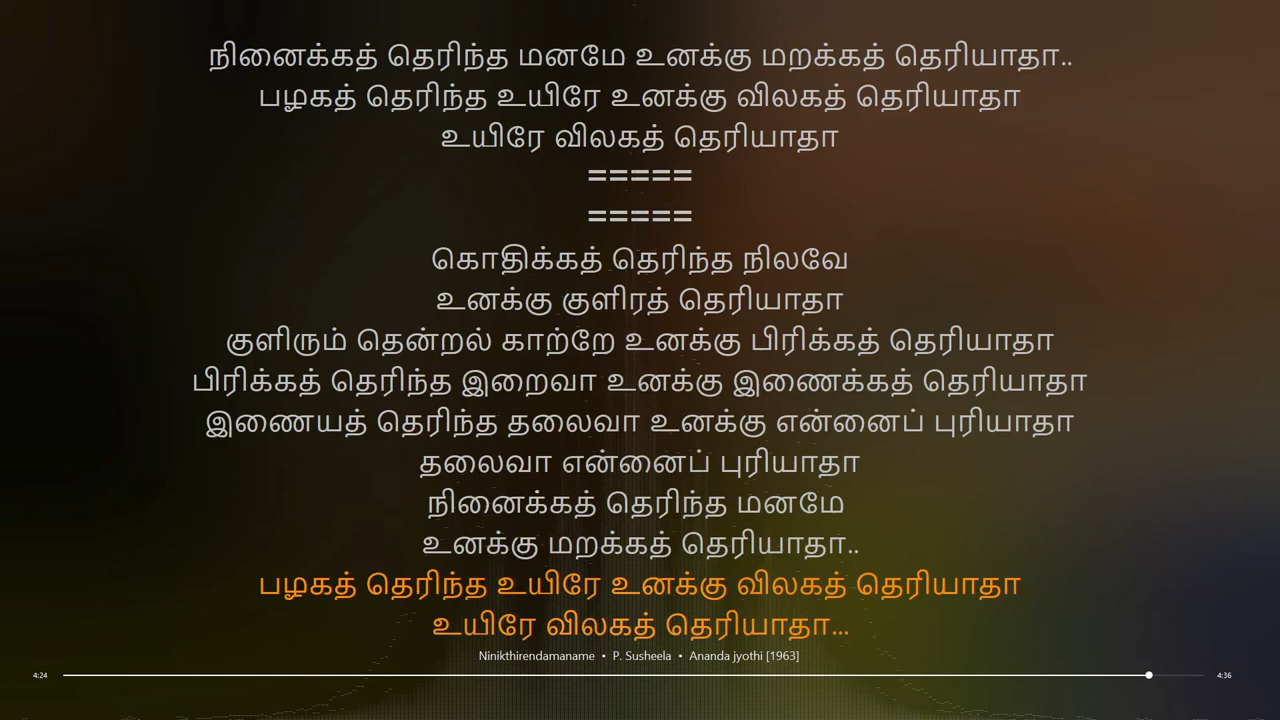 நினைக்கத் தெரிந்த மனமே உனக்கு மறக்கத் தெரியாதா..
பழகத் தெரிந்த உயிரே உனக்கு விலகத் தெரியாதா
உயிரே விலகத் தெரியாதா
=====
=====
கொதிக்கத் தெரிந்த நிலவே
உனக்கு குளிரத் தெரியாதா
குளிரும் தென்றல் காற்றே உனக்கு பிரிக்கத் தெரியாதா
பிரிக்கத் தெரிந்த இறைவா உனக்கு இணைக்கத் தெரியாதா
இணையத் தெரிந்த தலைவா உனக்கு என்னைப் புரியாதா
தலைவா என்னைப் புரியாதா
நினைக்கத் தெரிந்த மனமே
உனக்கு மறக்கத் தெரியாதா..
பழகத் தெரிந்த உயிரே உனக்கு விலகத் தெரியாதா
உயிரே விலகத் தெரியாதா...
Ninikthirendamaname • P. Susheela • Ananda jyothi [1963]
4:24 4:36